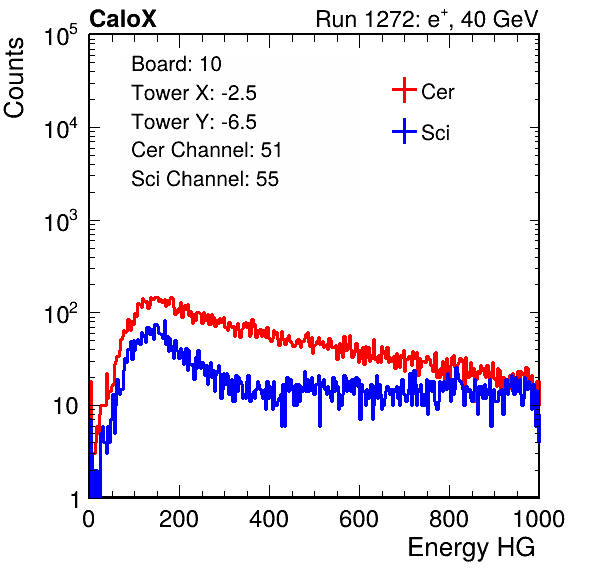 CaloX Run 1272: e+, 40 GeV
Counts
10^5
10^4
10^3
10^2
10
1
Board: 10
Tower X: -2.5
Tower Y: -6.5
Cer Channel: 51
Sci Channel: 55
Cer
Sci
0 200 400 600 800 1000
Energy HG